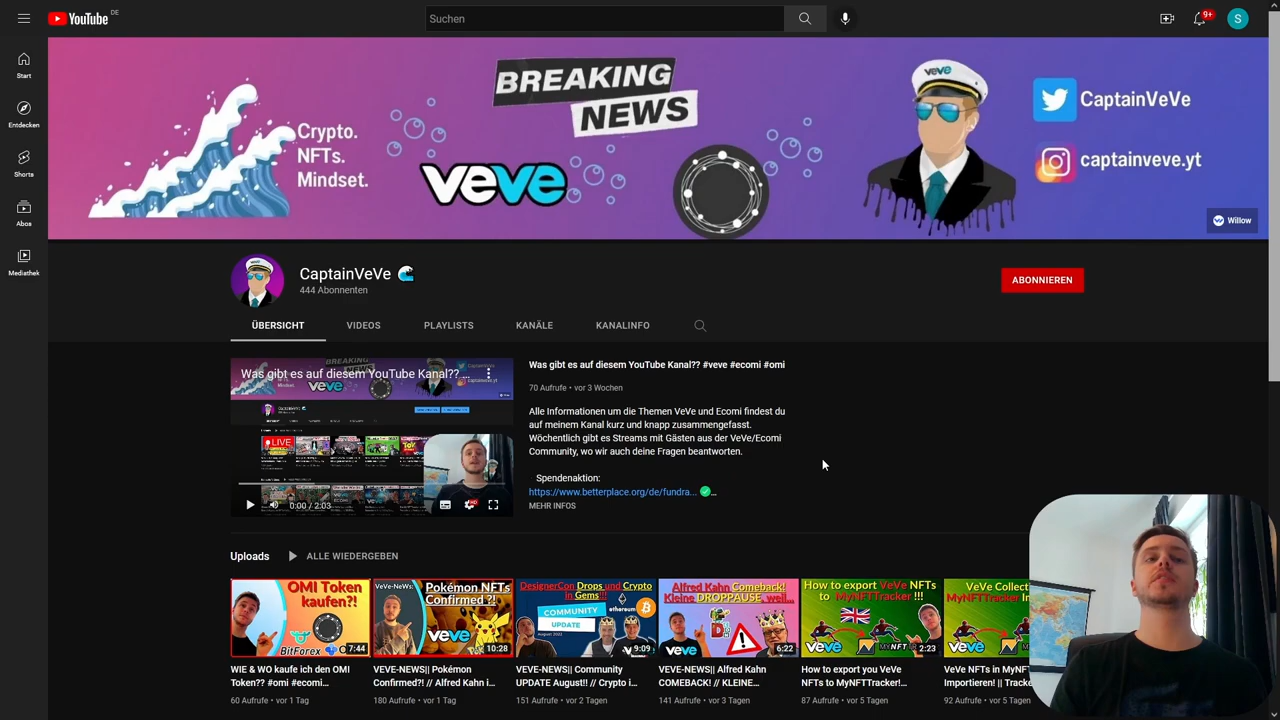 YouTube DE
Suchen
9+
S
Start
Entdecken
Shorts
Abos
Mediathek
Crypto.
NFTs.
Mindset.
BREAKING
NEWS
veve
VeVe
CaptainVeVe
captainveve.yt
Willow
CaptainVeVe
444 Abonnenten
ABONNIEREN
ÜBERSICHT
VIDEOS
PLAYLISTS
KANÄLE
KANALINFO
Was gibt es auf diesem YouTube Kanal?? ...
0:00 / 2:03
Was gibt es auf diesem YouTube Kanal?? #veve #ecomi #omi
70 Aufrufe • vor 3 Wochen
Alle Informationen um die Themen VeVe und Ecomi findest du
auf meinem Kanal kurz und knapp zusammengefasst.
Wöchentlich gibt es Streams mit Gästen aus der VeVe/Ecomi
Community, wo wir auch deine Fragen beantworten.
Spendenaktion:
https://www.betterplace.org/de/fundra... ...
MEHR INFOS
Uploads
ALLE WIEDERGEBEN
OMI Token
kaufen?!
BitForex
7:44
WIE & WO kaufe ich den OMI
Token?? #omi #ecomi...
60 Aufrufe • vor 1 Tag
VeVe-NeWs:
Pokémon NFTs
Confirmed ?!
veve
10:28
VEVE-NEWS|| Pokémon
Confirmed?! // Alfred Kahn i...
180 Aufrufe • vor 1 Tag
DesignerCon Drops und Crypto
in Gems!!!
COMMUNITY
UPDATE
August 2022
ethereum
9:09
VEVE-NEWS|| Community
UPDATE August!! // Crypto i...
151 Aufrufe • vor 2 Tagen
Alfred Kahn Comeback!
Kleine DROPPAUSE, weil...
veve
6:22
VEVE-NEWS|| Alfred Kahn
COMEBACK! // KLEINE...
141 Aufrufe • vor 3 Tagen
How to export VeVe NFTs
to MyNFTTracker !!!
2:23
How to export you VeVe
NFTs to MyNFTTracker!...
87 Aufrufe • vor 5 Tagen
VeVe Collect
MyNFTTracker Im
VeVe NFTs in MyNFTTracker
Importieren! || Tracke
92 Aufrufe • vor 5 Tagen